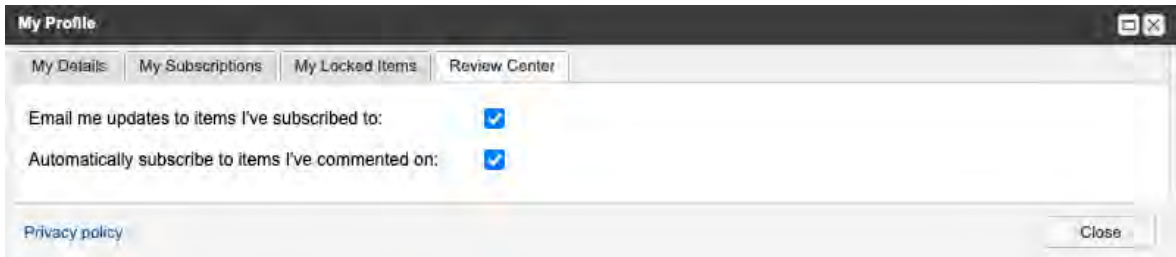 My Profile
My Details My Subscriptions My Locked Items Review Center
Email me updates to items I've subscribed to:
Automatically subscribe to items I've commented on:
Privacy policy Close